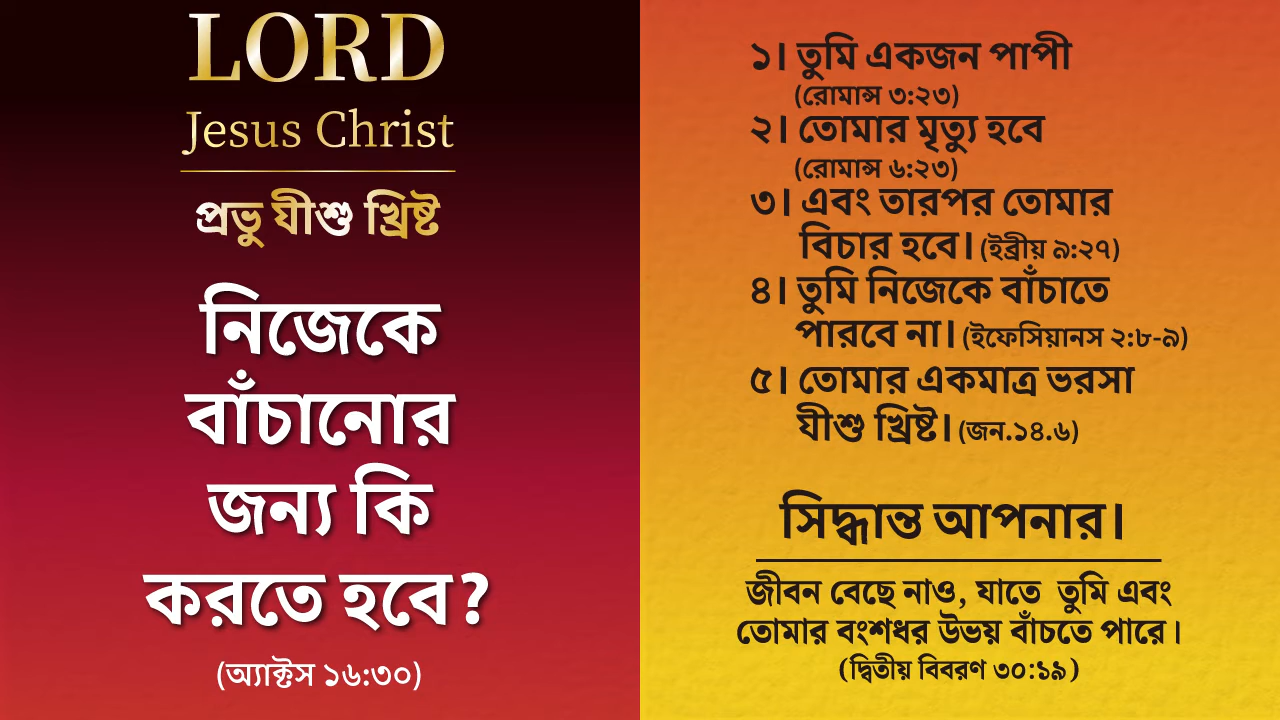 LORD
Jesus Christ
প্রভু যীশু খ্রিষ্ট
নিজেকে
বাঁচানোর
জন্য কি
করতে হবে?
(অ্যাক্টস ১৬:৩০)
১। তুমি একজন পাপী
(রোমান্স ৩:২৩)
২। তোমার মৃত্যু হবে
(রোমান্স ৬:২৩)
৩। এবং তারপর তোমার
বিচার হবে। (ইব্রীয় ৯:২৭)
৪। তুমি নিজেকে বাঁচাতে
পারবে না। (ইফেসিয়ানস ২:৮-৯)
৫। তোমার একমাত্র ভরসা
যীশু খ্রিষ্ট। (জন.১৪.৬)
সিদ্ধান্ত আপনার।
জীবন বেছে নাও, যাতে তুমি এবং
তোমার বংশধর উভয় বাঁচতে পারে।
(দ্বিতীয় বিবরণ ৩০:১৯)